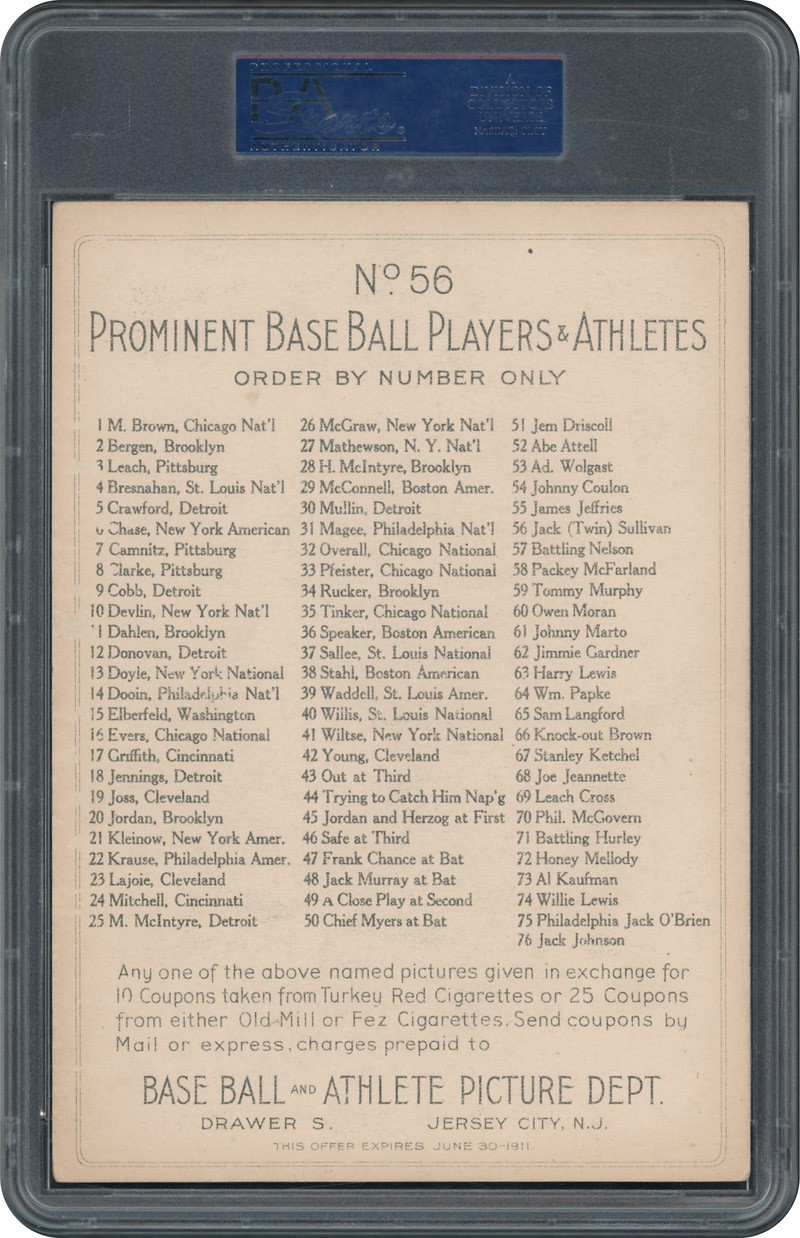 PROFESSIONAL
PSA
AUTHENTICATOR
A
DIVISION OF
COLLECTORS
UNIVERSE
NASDAQ: CLCT
Nº 56
PROMINENT BASE BALL PLAYERS & ATHLETES
ORDER BY NUMBER ONLY
1 M. Brown, Chicago Nat'l
2 Bergen, Brooklyn
3 Leach, Pittsburg
4 Bresnahan, St. Louis Nat'l
5 Crawford, Detroit
6 Chase, New York American
7 Camnitz, Pittsburg
8 Clarke, Pittsburg
9 Cobb, Detroit
10 Devlin, New York Nat'l
11 Dahlen, Brooklyn
12 Donovan, Detroit
13 Doyle, New York National
14 Dooin, Philadelphia Nat'l
15 Elberfeld, Washington
16 Evers, Chicago National
17 Griffith, Cincinnati
18 Jennings, Detroit
19 Joss, Cleveland
20 Jordan, Brooklyn
21 Kleinow, New York Amer.
22 Krause, Philadelphia Amer.
23 Lajoie, Cleveland
24 Mitchell, Cincinnati
25 M. McIntyre, Detroit
26 McGraw, New York Nat'l
27 Mathewson, N. Y. Nat'l
28 H. McIntyre, Brooklyn
29 McConnell, Boston Amer.
30 Mullin, Detroit
31 Magee, Philadelphia Nat'l
32 Overall, Chicago National
33 Pfeister, Chicago National
34 Rucker, Brooklyn
35 Tinker, Chicago National
36 Speaker, Boston American
37 Sallee, St. Louis National
38 Stahl, Boston American
39 Waddell, St. Louis Amer.
40 Willis, St. Louis National
41 Wiltse, New York National
42 Young, Cleveland
43 Out at Third
44 Trying to Catch Him Nap'g
45 Jordan and Herzog at First
46 Safe at Third
47 Frank Chance at Bat
48 Jack Murray at Bat
49 A Close Play at Second
50 Chief Myers at Bat
51 Jem Driscoll
52 Abe Attell
53 Ad. Wolgast
54 Johnny Coulon
55 James Jeffries
56 Jack (Twin) Sullivan
57 Battling Nelson
58 Packey McFarland
59 Tommy Murphy
60 Owen Moran
61 Johnny Marto
62 Jimmie Gardner
63 Harry Lewis
64 Wm. Papke
65 Sam Langford
66 Knock-out Brown
67 Stanley Ketchel
68 Joe Jeannette
69 Leach Cross
70 Phil. McGovern
71 Battling Hurley
72 Honey Mellody
73 Al Kaufman
74 Willie Lewis
75 Philadelphia Jack O'Brien
76 Jack Johnson
Any one of the above named pictures given in exchange for
10 Coupons taken from Turkey Red Cigarettes or 25 Coupons
from either Old Mill or Fez Cigarettes. Send coupons by
Mail or express, charges prepaid to
BASE BALL AND ATHLETE PICTURE DEPT.
DRAWER S. JERSEY CITY, N.J.
THIS OFFER EXPIRES JUNE 30-1911.